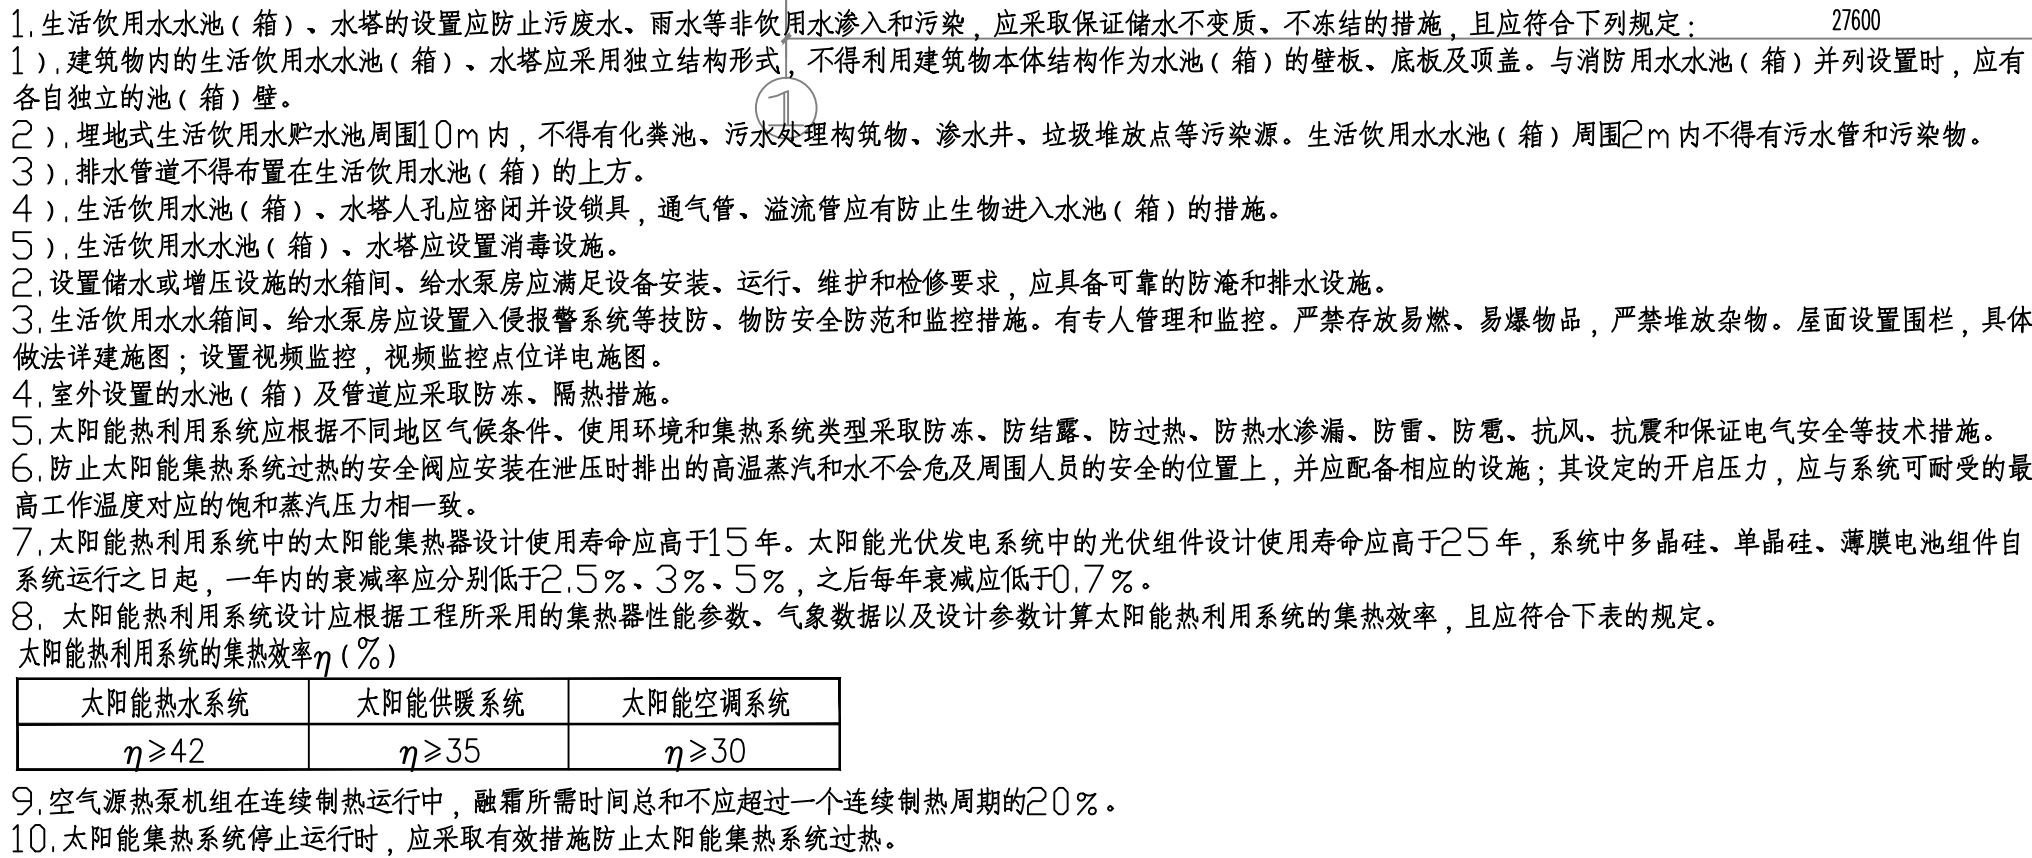 1.生活饮用水水池(箱)、水塔的设置应防止污废水、雨水等非饮用水渗入和污染,应采取保证储水不变质、不冻结的措施,且应符合下列规定:
27600
1).建筑物内的生活饮用水水池(箱)、水塔应采用独立结构形式,不得利用建筑物本体结构作为水池(箱)的壁板、底板及顶盖。与消防用水水池(箱)并列设置时,应有
各自独立的池(箱)壁。
1
2).埋地式生活饮用水贮水池周围10m内,不得有化粪池、污水处理构筑物、渗水井、垃圾堆放点等污染源。生活饮用水水池(箱)周围2m内不得有污水管和污染物。
3).排水管道不得布置在生活饮用水池(箱)的上方。
4).生活饮用水池(箱)、水塔人孔应密闭并设锁具,通气管、溢流管应有防止生物进入水池(箱)的措施。
5).生活饮用水水池(箱)、水塔应设置消毒设施。
2.设置储水或增压设施的水箱间、给水泵房应满足设备安装、运行、维护和检修要求,应具备可靠的防淹和排水设施。
3.生活饮用水水箱间、给水泵房应设置入侵报警系统等技防、物防安全防范和监控措施。有专人管理和监控。严禁存放易燃、易爆物品,严禁堆放杂物。屋面设置围栏,具体
做法详建施图;设置视频监控,视频监控点位详电施图。
4.室外设置的水池(箱)及管道应采取防冻、隔热措施。
5.太阳能热利用系统应根据不同地区气候条件、使用环境和集热系统类型采取防冻、防结露、防过热、防热水渗漏、防雷、防雹、抗风、抗震和保证电气安全等技术措施。
6.防止太阳能集热系统过热的安全阀应安装在泄压时排出的高温蒸汽和水不会危及周围人员的安全的位置上,并应配备相应的设施;其设定的开启压力,应与系统可耐受的最
高工作温度对应的饱和蒸汽压力相一致。
7.太阳能热利用系统中的太阳能集热器设计使用寿命应高于15年。太阳能光伏发电系统中的光伏组件设计使用寿命应高于25年,系统中多晶硅、单晶硅、薄膜电池组件自
系统运行之日起,一年内的衰减率应分别低于2.5%、3%、5%,之后每年衰减应低于0.7%。
8. 太阳能热利用系统设计应根据工程所采用的集热器性能参数、气象数据以及设计参数计算太阳能热利用系统的集热效率,且应符合下表的规定。
太阳能热利用系统的集热效率η(%)
太阳能热水系统 太阳能供暖系统 太阳能空调系统
η≥42 η≥35 η≥30
9.空气源热泵机组在连续制热运行中,融霜所需时间总和不应超过一个连续制热周期的20%。
10.太阳能集热系统停止运行时,应采取有效措施防止太阳能集热系统过热。